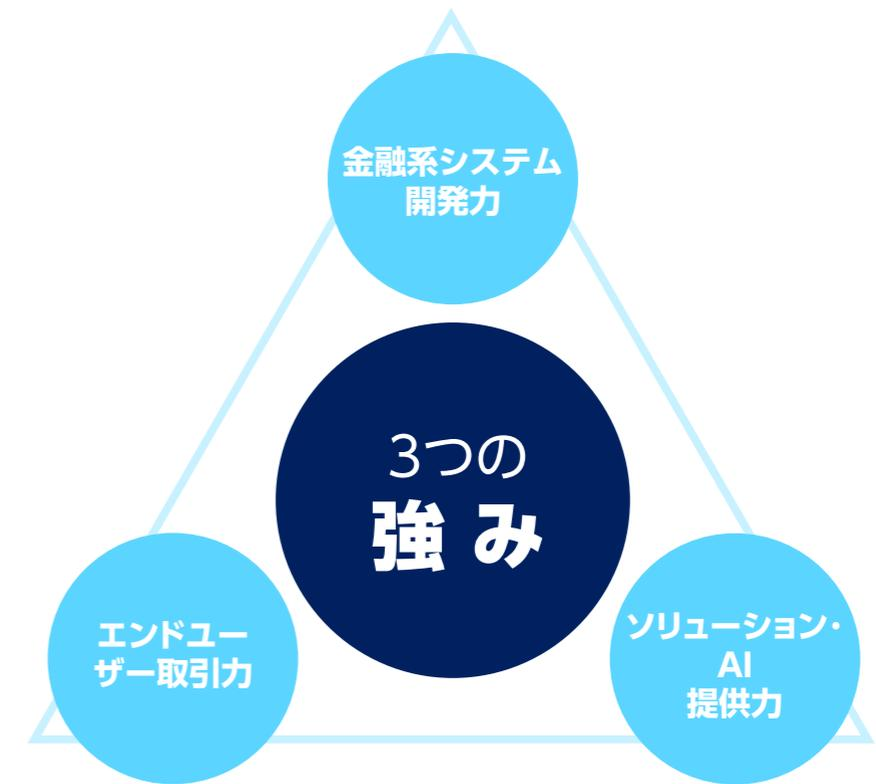 金融系システム
開発力
3つの
強み
エンドユー
ザー取引力
ソリューション・
AI
提供力